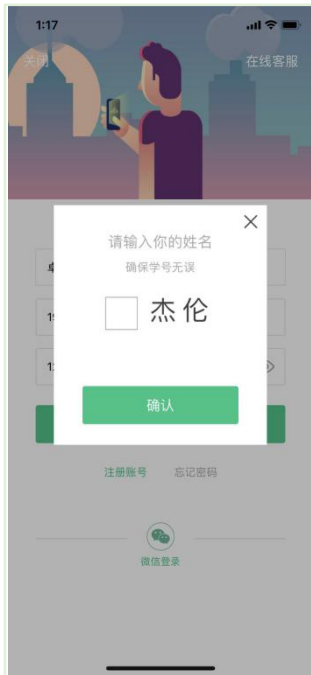 1:17
关闭
在线客服
请输入你的姓名
确保学号无误
杰伦
确认
注册账号 忘记密码
微信登录